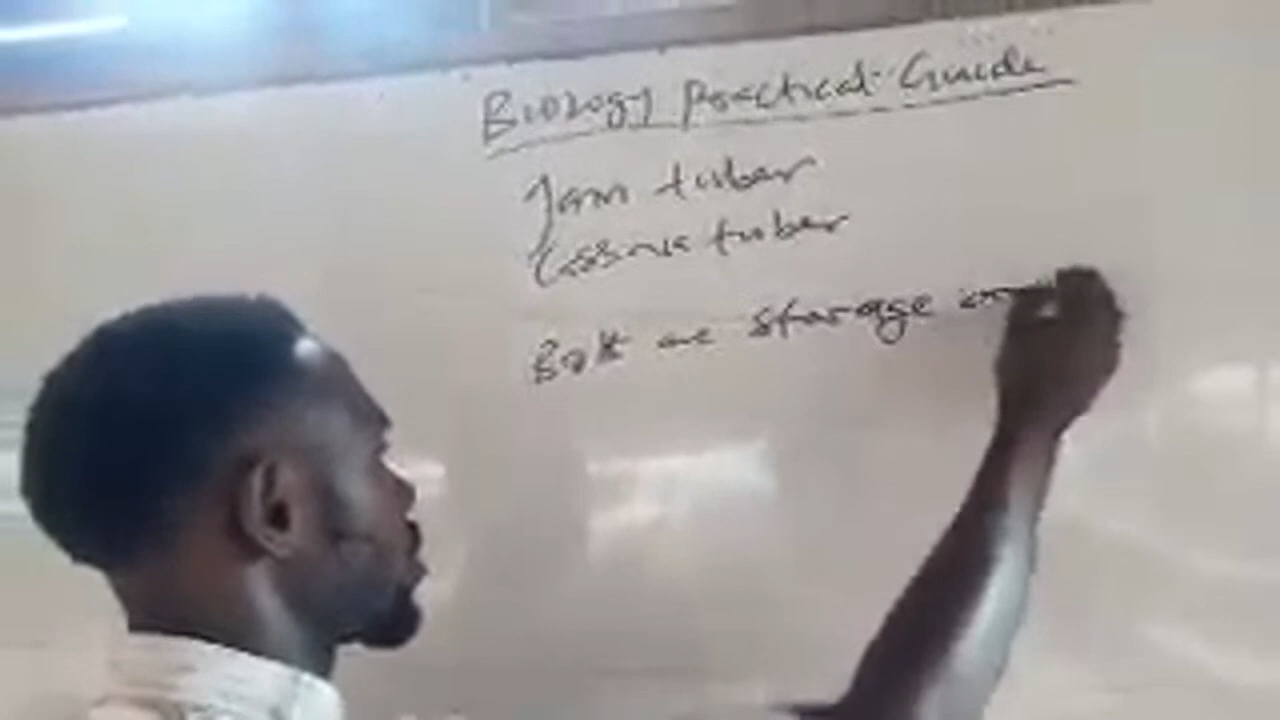 Biology Practical Guide
Yam tuber
Cassava tuber
Both are storage